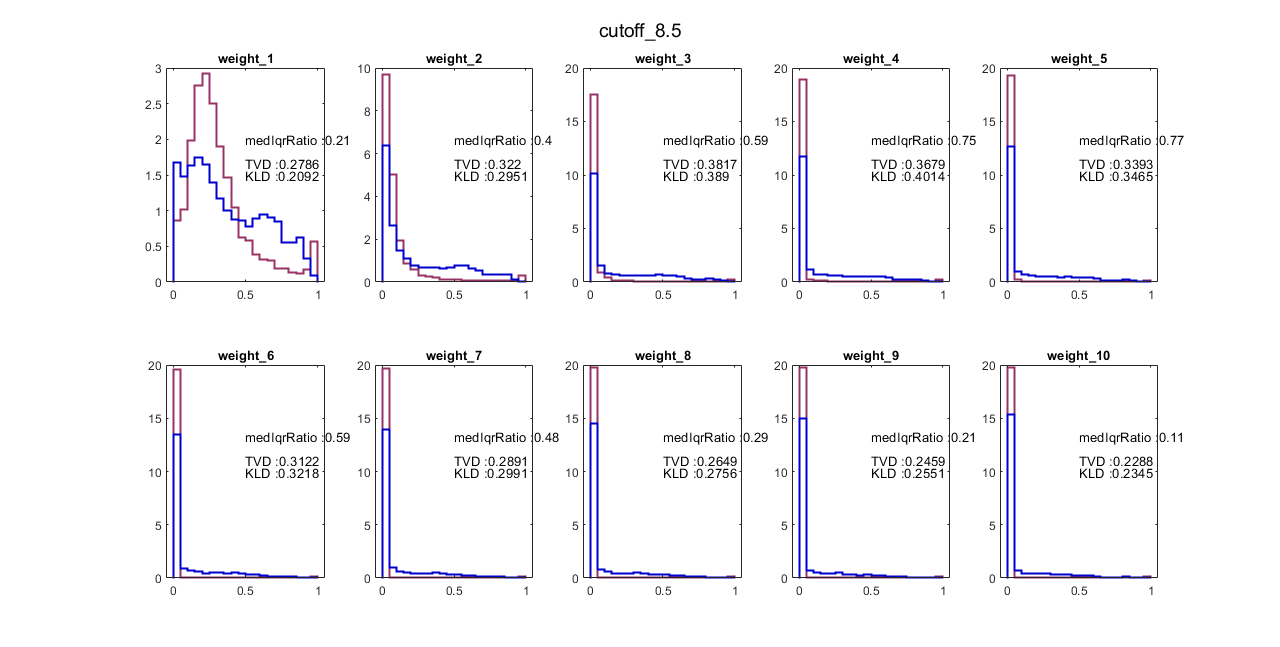 cutoff_8.5
weight_1
3
2.5
2
1.5
1
0.5
0
0 0.5 1
medIqrRatio :0.21
TVD :0.2786
KLD :0.2092
weight_2
10
8
6
4
2
0
0 0.5 1
medIqrRatio :0.4
TVD :0.322
KLD :0.2951
weight_3
20
15
10
5
0
0 0.5 1
medIqrRatio :0.59
TVD :0.3817
KLD :0.389
weight_4
20
15
10
5
0
0 0.5 1
medIqrRatio :0.75
TVD :0.3679
KLD :0.4014
weight_5
20
15
10
5
0
0 0.5 1
medIqrRatio :0.77
TVD :0.3393
KLD :0.3465
weight_6
20
15
10
5
0
0 0.5 1
medIqrRatio :0.59
TVD :0.3122
KLD :0.3218
weight_7
20
15
10
5
0
0 0.5 1
medIqrRatio :0.48
TVD :0.2891
KLD :0.2991
weight_8
20
15
10
5
0
0 0.5 1
medIqrRatio :0.29
TVD :0.2649
KLD :0.2756
weight_9
20
15
10
5
0
0 0.5 1
medIqrRatio :0.21
TVD :0.2459
KLD :0.2551
weight_10
20
15
10
5
0
0 0.5 1
medIqrRatio :0.11
TVD :0.2288
KLD :0.2345